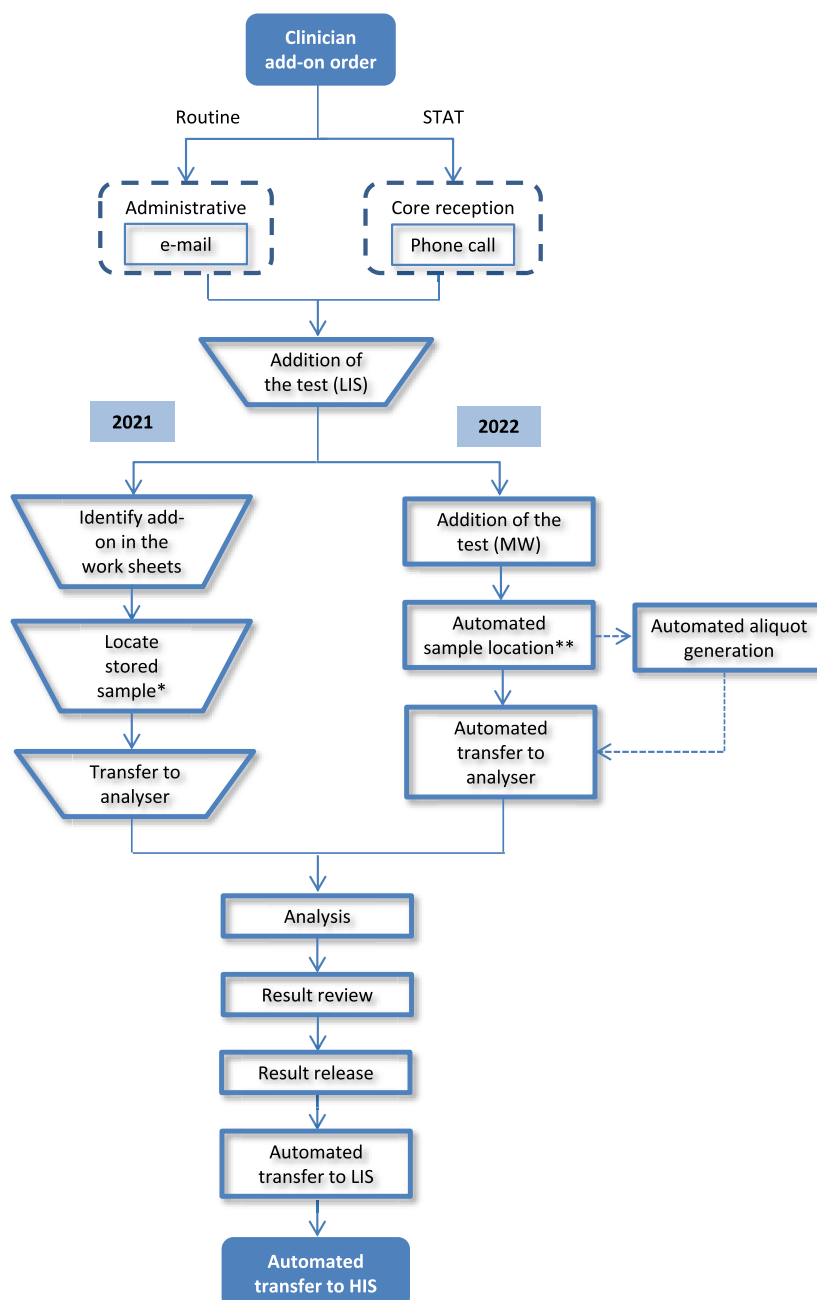 Clinician
add-on order
Routine
STAT
Administrative
e-mail
Core reception
Phone call
Addition of
the test (LIS)
2021
2022
Identify add-
on in the
work sheets
Addition of the
test (MW)
Locate
stored
sample*
Automated
sample location**
Automated aliquot
generation
Transfer to
analyser
Automated
transfer to
analyser
Analysis
Result review
Result release
Automated
transfer to LIS
Automated
transfer to HIS